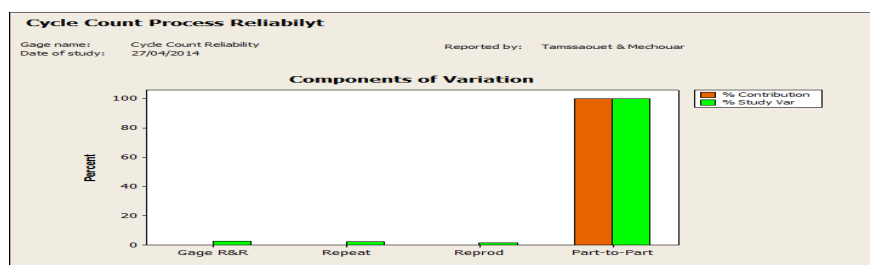 Cycle Count Process Reliabilyt
Gage name: Cycle Count Reliability Reported by: Tamssaouet & Mechouar
Date of study: 27/04/2014
Components of Variation
% Contribution
% Study Var
100
80
60
40
20
0
Percent
Gage R&R Repeat Reprod Part-to-Part